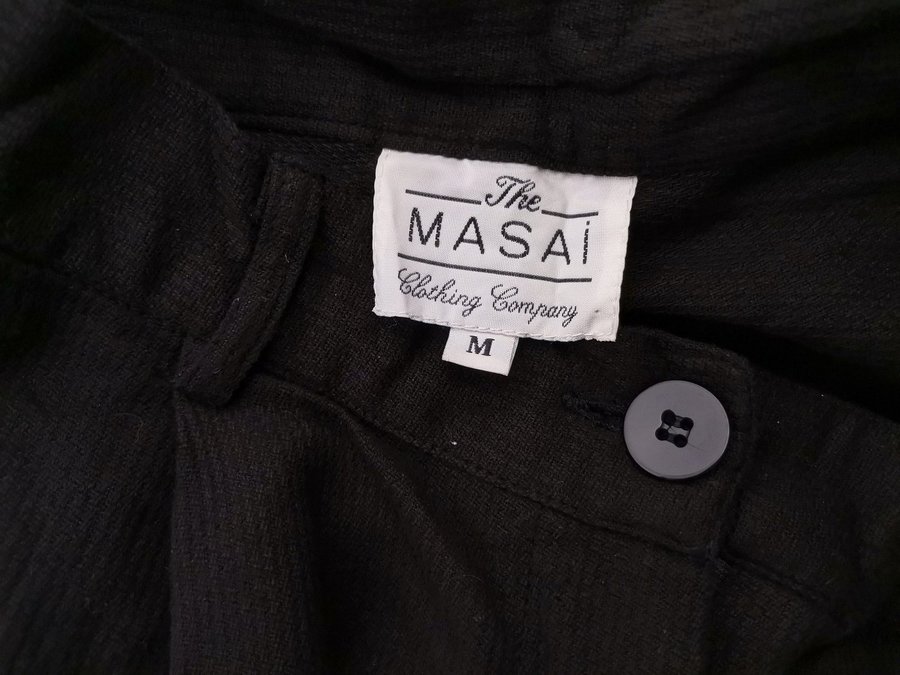 The
MASAi
Clothing Company
M